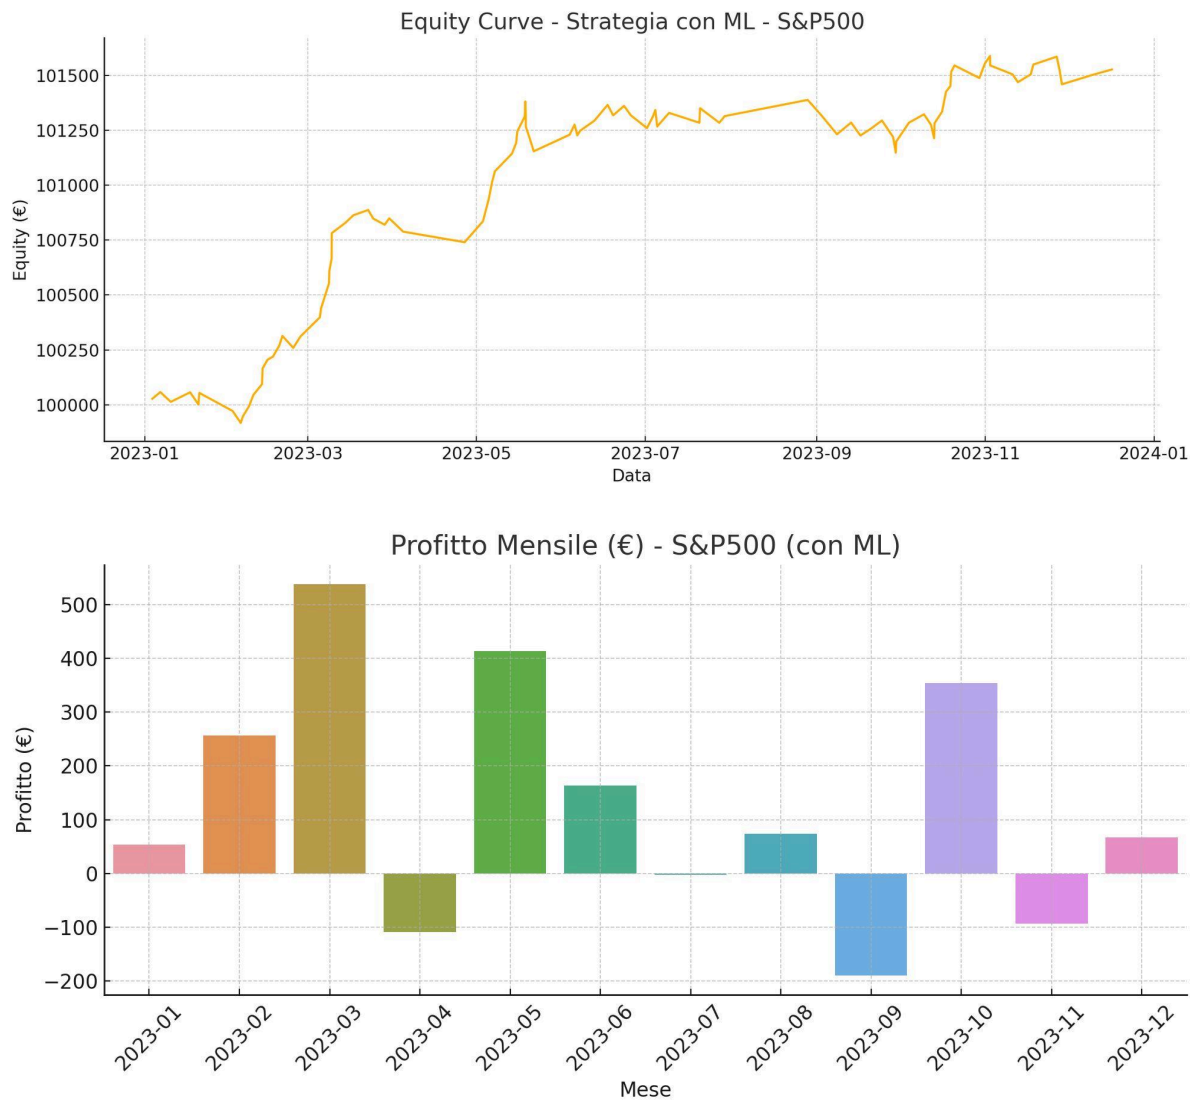 Equity Curve - Strategia con ML - S&P500
101500
101250
101000
100750
100500
100250
100000
Equity (€)
2023-01 2023-03 2023-05 2023-07 2023-09 2023-11 2024-01
Data
Profitto Mensile (€) - S&P500 (con ML)
500
400
300
200
100
0
−100
−200
Profitto (€)
2023-01 2023-02 2023-03 2023-04 2023-05 2023-06 2023-07 2023-08 2023-09 2023-10 2023-11 2023-12
Mese